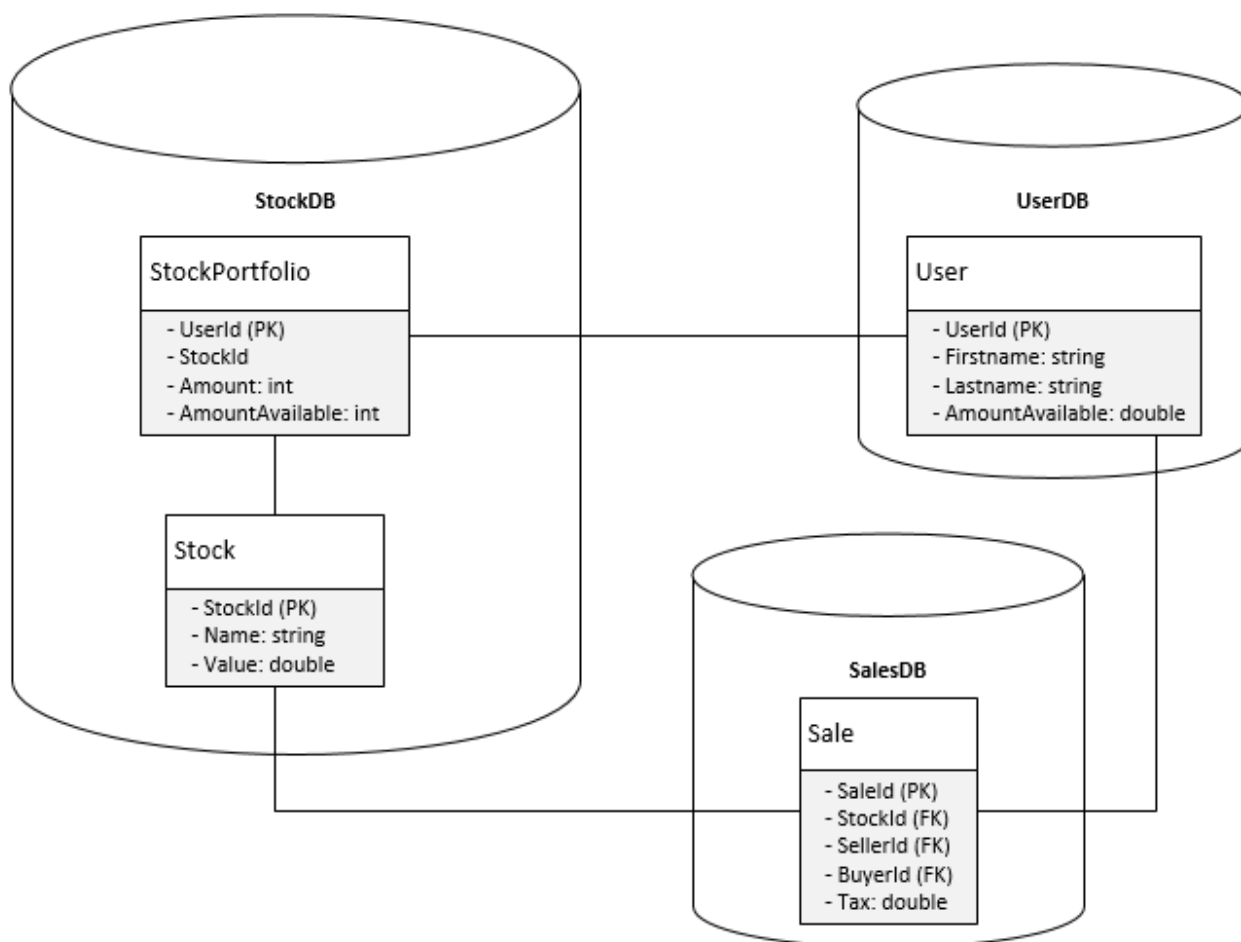 StockDB
StockPortfolio
- UserId (PK)
- StockId
- Amount: int
- AmountAvailable: int
Stock
- StockId (PK)
- Name: string
- Value: double
UserDB
User
- UserId (PK)
- Firstname: string
- Lastname: string
- AmountAvailable: double
SalesDB
Sale
- SaleId (PK)
- StockId (FK)
- SellerId (FK)
- BuyerId (FK)
- Tax: double